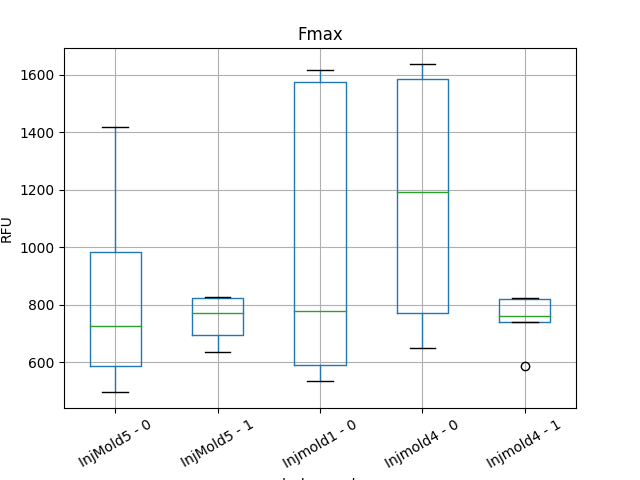 Fmax
1600
1400
1200
1000
800
600
RFU
InjMold5 - 0
InjMold5 - 1
Injmold1 - 0
Injmold4 - 0
Injmold4 - 1